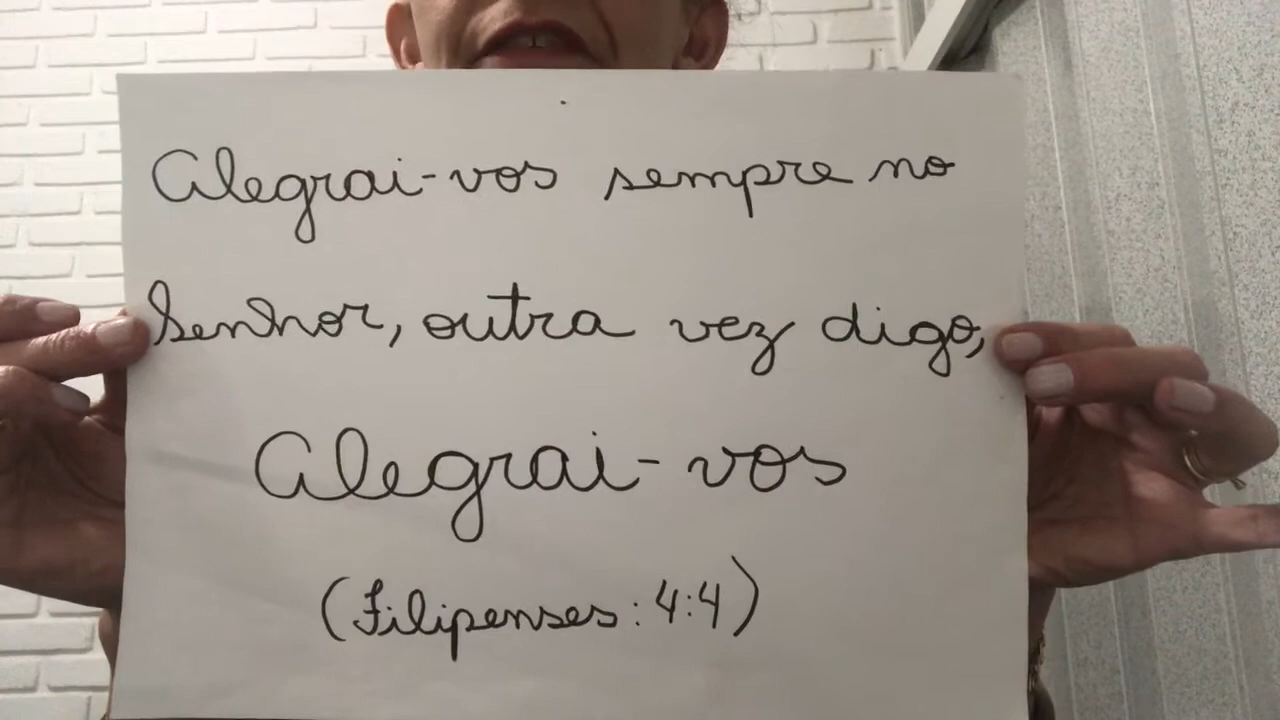 Alegrai-vos sempre no
Senhor, outra vez digo,
Alegrai-vos
(Filipenses: 4:4)